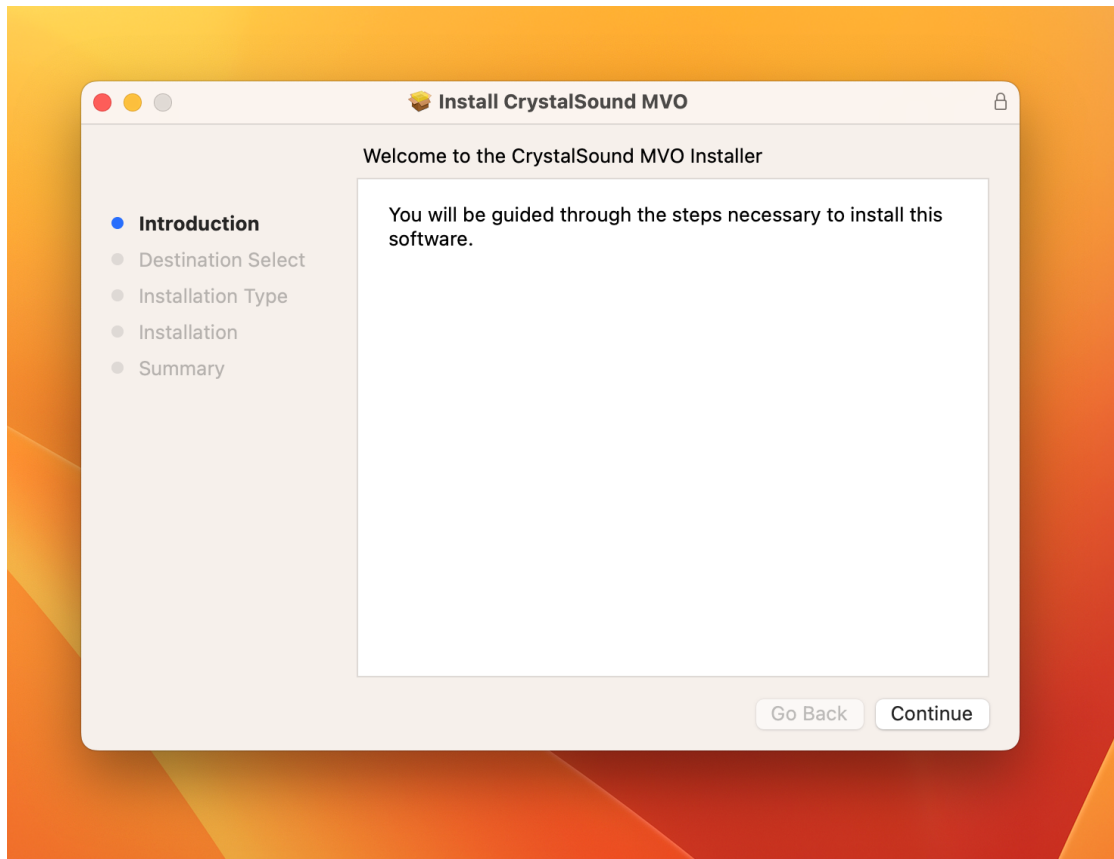 Install CrystalSound MVO
Welcome to the CrystalSound MVO Installer
Introduction
Destination Select
Installation Type
Installation
Summary
You will be guided through the steps necessary to install this
software.
Go Back
Continue